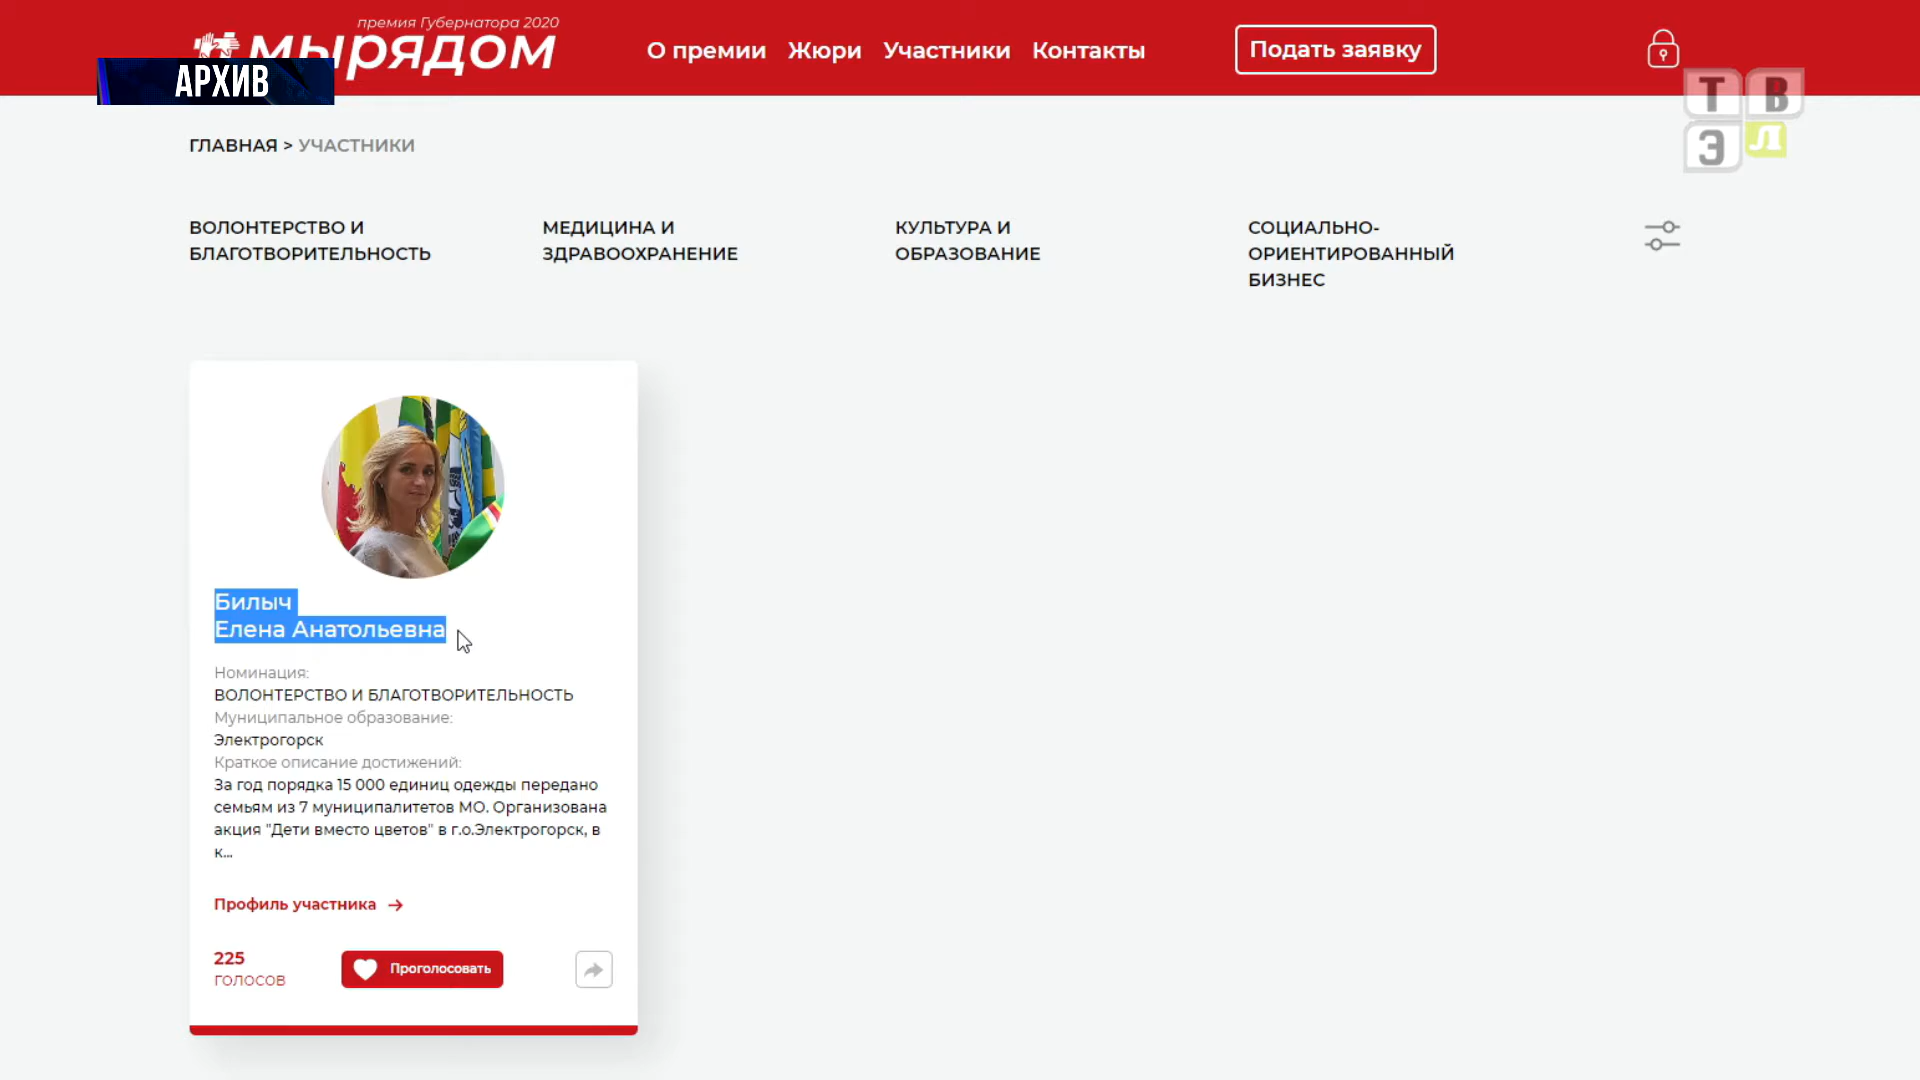 премия Губернатора 2020
мырядом
АРХИВ
О премии Жюри Участники Контакты
Подать заявку
Т В
Э Л
ГЛАВНАЯ > УЧАСТНИКИ
ВОЛОНТЕРСТВО И
БЛАГОТВОРИТЕЛЬНОСТЬ
МЕДИЦИНА И
ЗДРАВООХРАНЕНИЕ
КУЛЬТУРА И
ОБРАЗОВАНИЕ
СОЦИАЛЬНО-
ОРИЕНТИРОВАННЫЙ
БИЗНЕС
Билыч
Елена Анатольевна
Номинация:
ВОЛОНТЕРСТВО И БЛАГОТВОРИТЕЛЬНОСТЬ
Муниципальное образование:
Электрогорск
Краткое описание достижений:
За год порядка 15 000 единиц одежды передано
семьям из 7 муниципалитетов МО. Организована
акция "Дети вместо цветов" в г.о.Электрогорск, в
к...
Профиль участника →
225
ГОЛОСОВ
Проголосовать